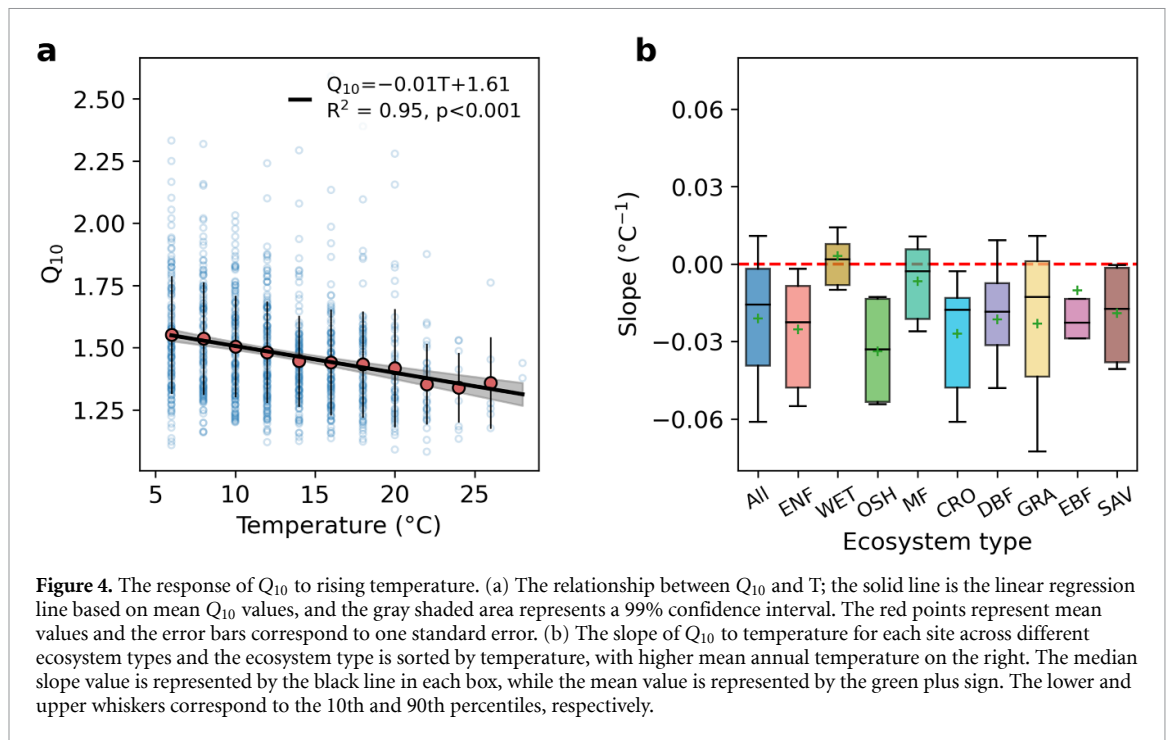 a
Q10=−0.01T+1.61
R2 = 0.95, p<0.001
2.50
2.25
2.00
1.75
1.50
1.25
Q10
5 10 15 20 25
Temperature (°C)
b
0.06
0.03
0.00
−0.03
−0.06
Slope (°C−1)
All ENF WET OSH MF CRO DBF GRA EBF SAV
Ecosystem type
Figure 4. The response of Q10 to rising temperature. (a) The relationship between Q10 and T; the solid line is the linear regression
line based on mean Q10 values, and the gray shaded area represents a 99% confidence interval. The red points represent mean
values and the error bars correspond to one standard error. (b) The slope of Q10 to temperature for each site across different
ecosystem types and the ecosystem type is sorted by temperature, with higher mean annual temperature on the right. The median
slope value is represented by the black line in each box, while the mean value is represented by the green plus sign. The lower and
upper whiskers correspond to the 10th and 90th percentiles, respectively.